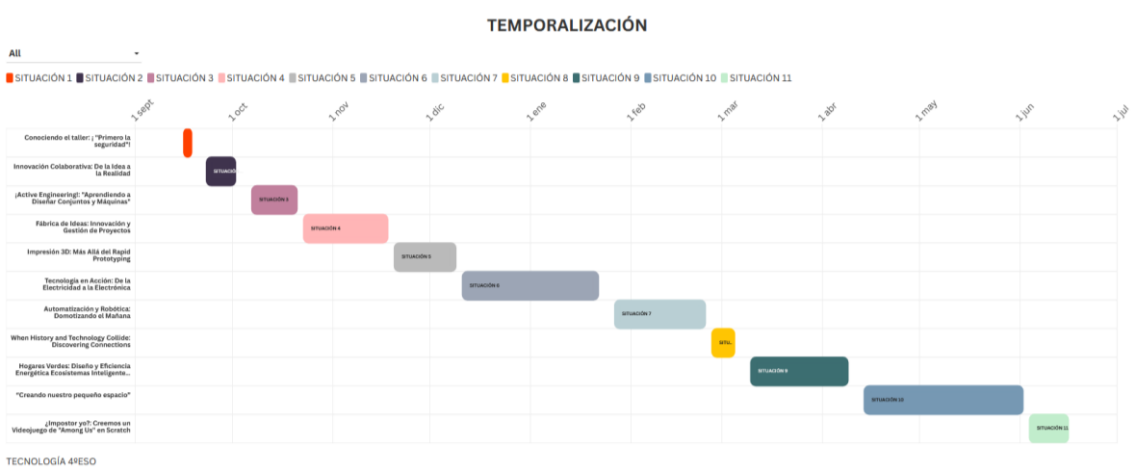 TEMPORALIZACIÓN
All
SITUACIÓN 1 SITUACIÓN 2 SITUACIÓN 3 SITUACIÓN 4 SITUACIÓN 5 SITUACIÓN 6 SITUACIÓN 7 SITUACIÓN 8 SITUACIÓN 9 SITUACIÓN 10 SITUACIÓN 11
1 sept 1 oct 1 nov 1 dic 1 ene 1 feb 1 mar 1 abr 1 may 1 jun 1 jul
Conociendo el taller: ¡ "Primero la
seguridad"!
Innovación Colaborativa: De la Idea a
la Realidad
SITUACIÓ
¡Active Engineering!: "Aprendiendo a
Diseñar Conjuntos y Máquinas"
SITUACIÓN 3
Fábrica de Ideas: Innovación y
Gestión de Proyectos
SITUACIÓN 4
Impresión 3D: Más Allá del Rapid
Prototyping
SITUACIÓN 5
Tecnología en Acción: De la
Electricidad a la Electrónica
SITUACIÓN 6
Automatización y Robótica:
Domotizando el Mañana
SITUACIÓN 7
When History and Technology Collide:
Discovering Connections
SITU...
Hogares Verdes: Diseño y Eficiencia
Energética Ecosistemas Inteligente...
SITUACIÓN 9
"Creando nuestro pequeño espacio"
SITUACIÓN 10
¿Impostor yo?: Creemos un
Videojuego de "Among Us" en Scratch
SITUACIÓN 11
TECNOLOGÍA 4ºESO